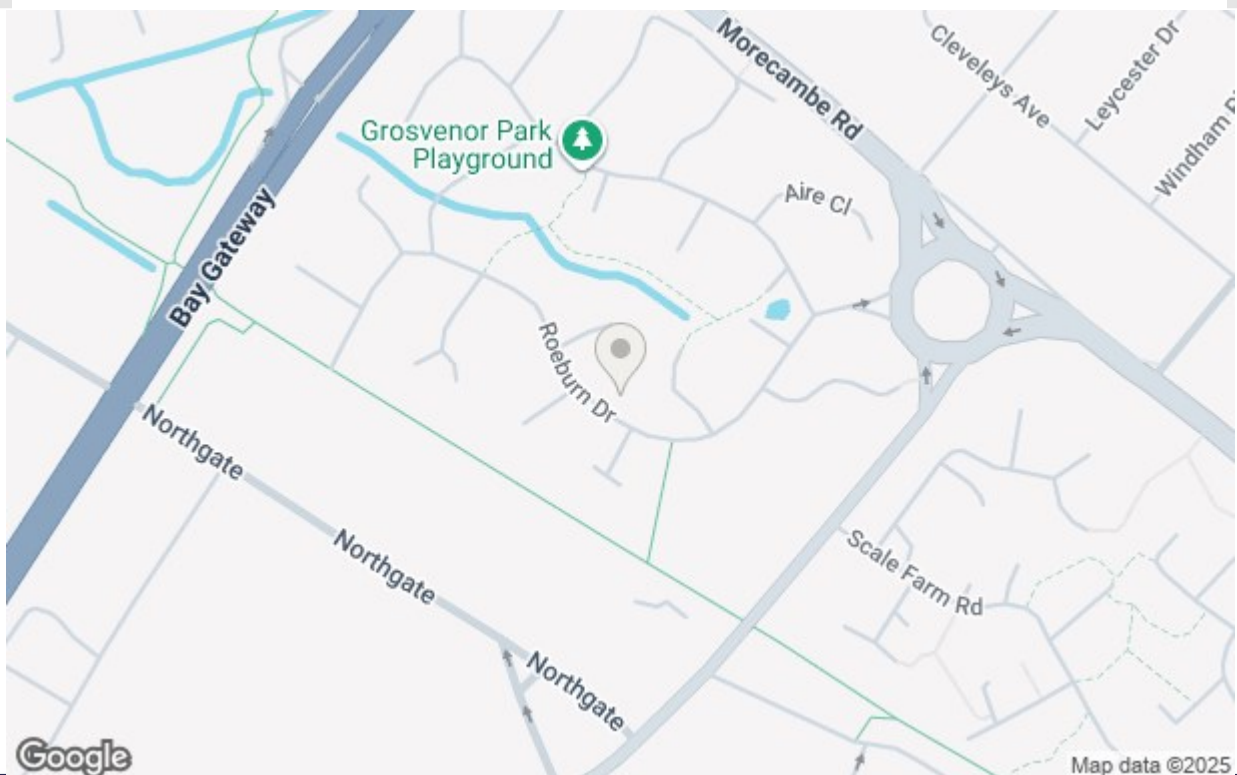 Morecambe Rd
Cleveleys Ave
Leycester Dr
Windham
Grosvenor Park
Playground
Aire Cl
Bay Gateway
Roeburn Dr
Northgate
Northgate
Scale Farm Rd
Northgate
Google
Map data ©2025